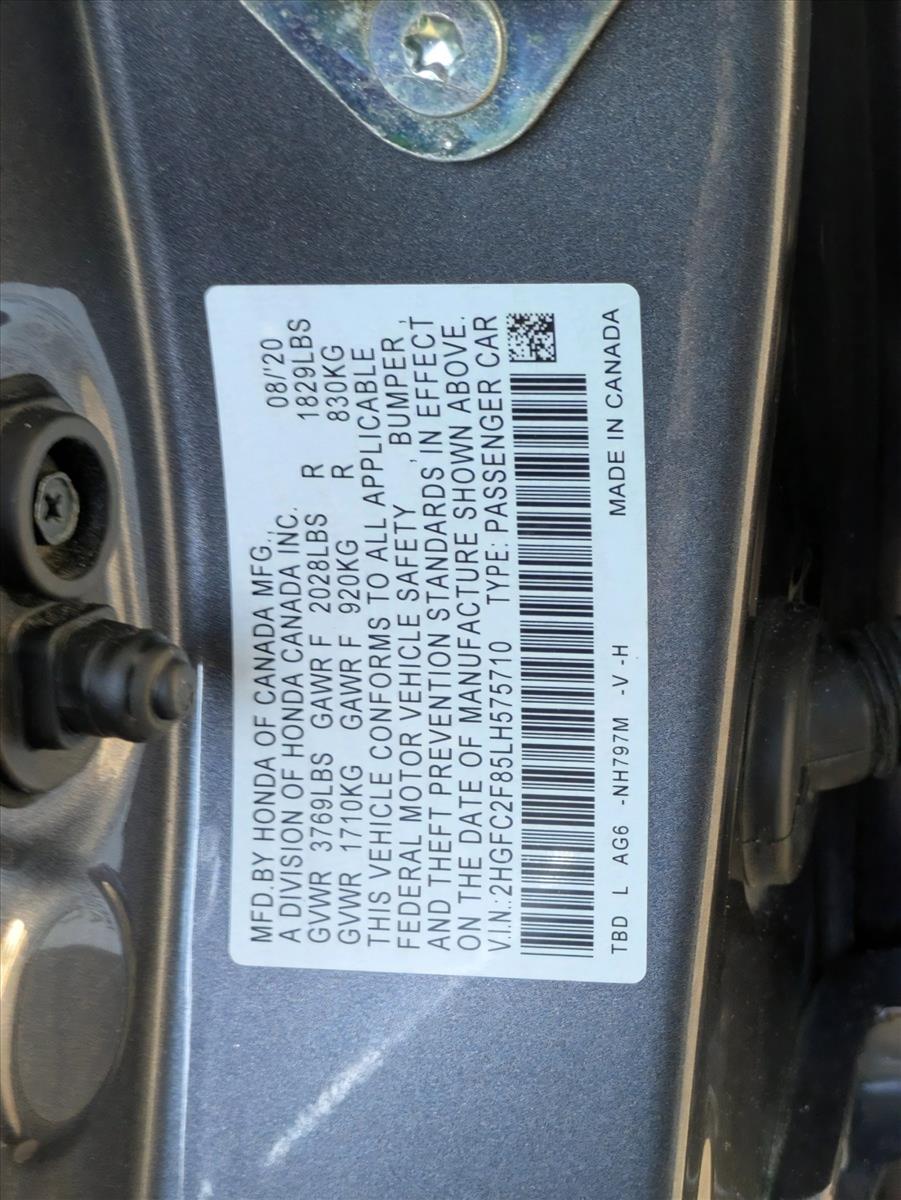 MFD.BY HONDA OF CANADA MFG., 08/'20
A DIVISION OF HONDA CANADA INC.
GVWR 3769LBS GAWR F 2028LBS R 1829LBS
GVWR 1710KG GAWR F 920KG R 830KG
THIS VEHICLE CONFORMS TO ALL APPLICABLE
FEDERAL MOTOR VEHICLE SAFETY, BUMPER,
AND THEFT PREVENTION STANDARDS IN EFFECT
ON THE DATE OF MANUFACTURE SHOWN ABOVE.
V.I.N.:2HGFC2F85LH575710 TYPE: PASSENGER CAR
TBD L AG6 -NH797M -V -H MADE IN CANADA